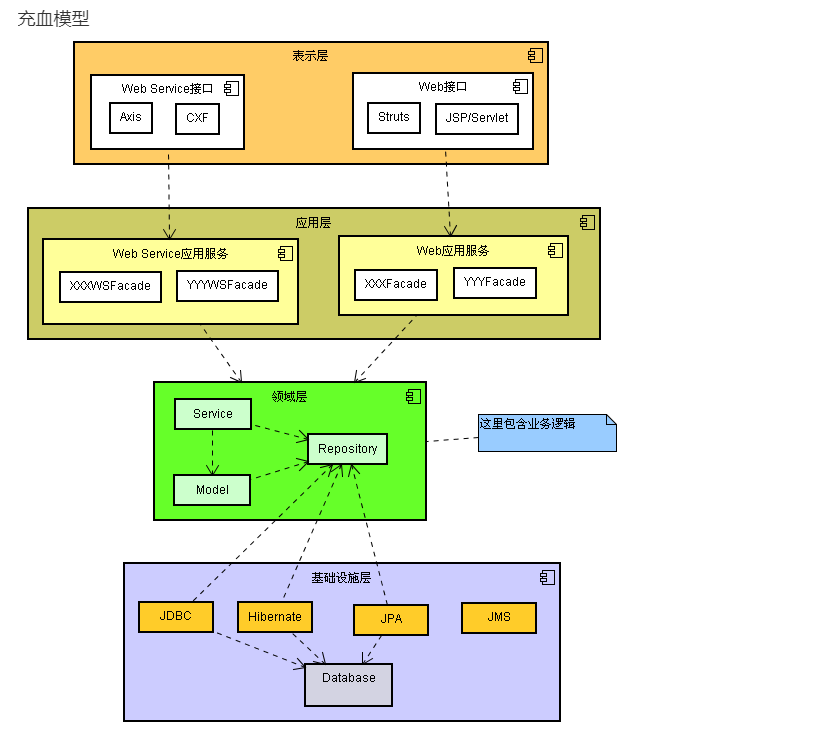 充血模型
表示层
Web Service接口
Axis
CXF
Web接口
Struts
JSP/Servlet
应用层
Web Service应用服务
XXXWSFacade
YYYWSFacade
Web应用服务
XXXFacade
YYYFacade
领域层
Service
Repository
Model
这里包含业务逻辑
基础设施层
JDBC
Hibernate
JPA
JMS
Database